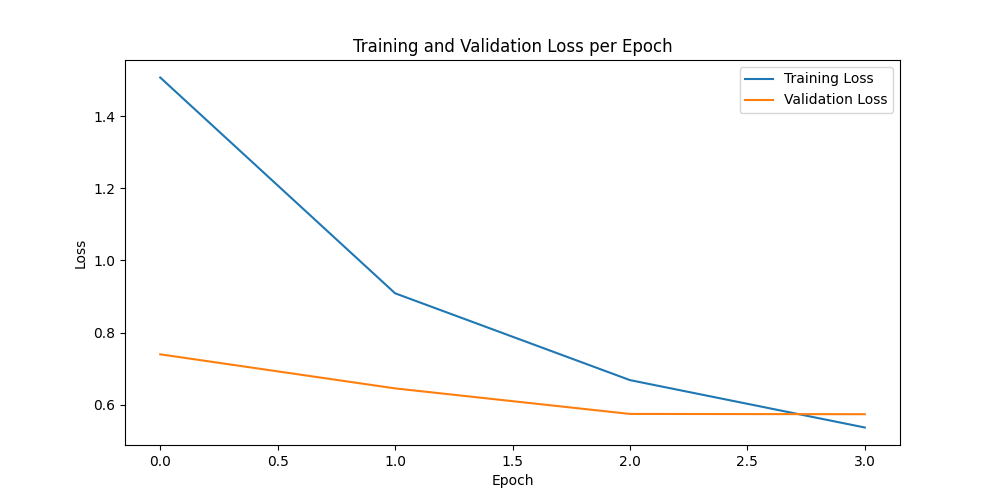 Training and Validation Loss per Epoch
Training Loss
Validation Loss
1.4
1.2
1.0
0.8
0.6
Loss
0.0 0.5 1.0 1.5 2.0 2.5 3.0
Epoch